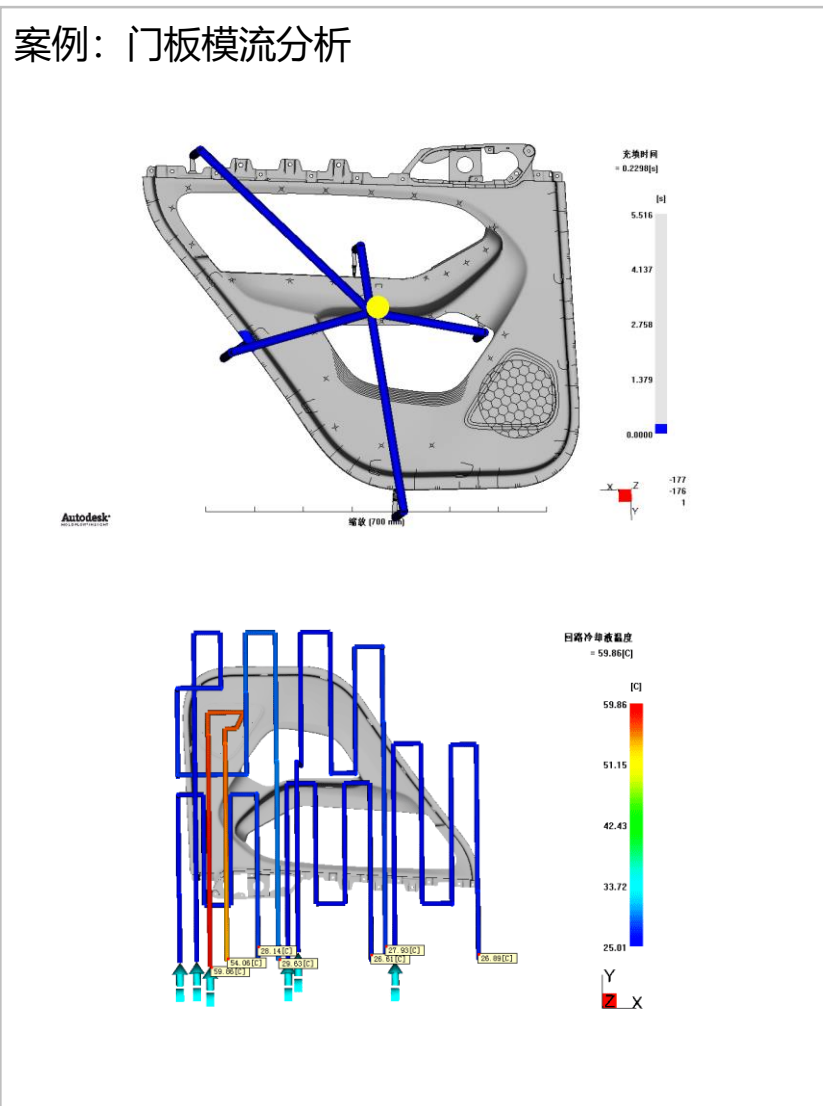 案例：门板模流分析
充填时间
= 0.2298[s]
[s]
5.516
4.137
2.758
1.379
0.0000
X Z
Y
-177
-176
1
Autodesk
缩放 (700 mm)
回路冷却液温度
= 59.86[C]
[C]
59.86
51.15
42.43
33.72
25.01
28.14[C]
27.93[C]
54.06[C]
29.63[C]
26.61[C]
26.89[C]
59.86[C]
Y
Z X